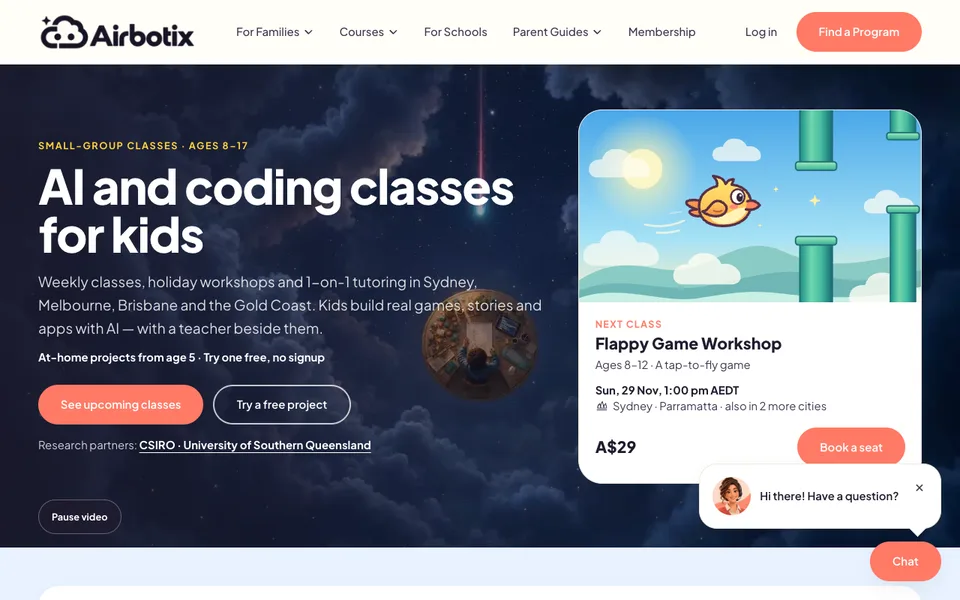 Airbotix
For Families
Courses
For Schools
Parent Guides
Membership
Log in
Find a Program
SMALL-GROUP CLASSES · AGES 8–17
AI and coding classes
for kids
Weekly classes, holiday workshops and 1-on-1 tutoring in Sydney,
Melbourne, Brisbane and the Gold Coast. Kids build real games, stories and
apps with AI — with a teacher beside them.
At-home projects from age 5 · Try one free, no signup
See upcoming classes
Try a free project
Research partners: CSIRO · University of Southern Queensland
Pause video
NEXT CLASS
Flappy Game Workshop
Ages 8–12 · A tap-to-fly game
Sun, 29 Nov, 1:00 pm AEDT
Sydney · Parramatta · also in 2 more cities
A$29
Book a seat
Hi there! Have a question?
Chat